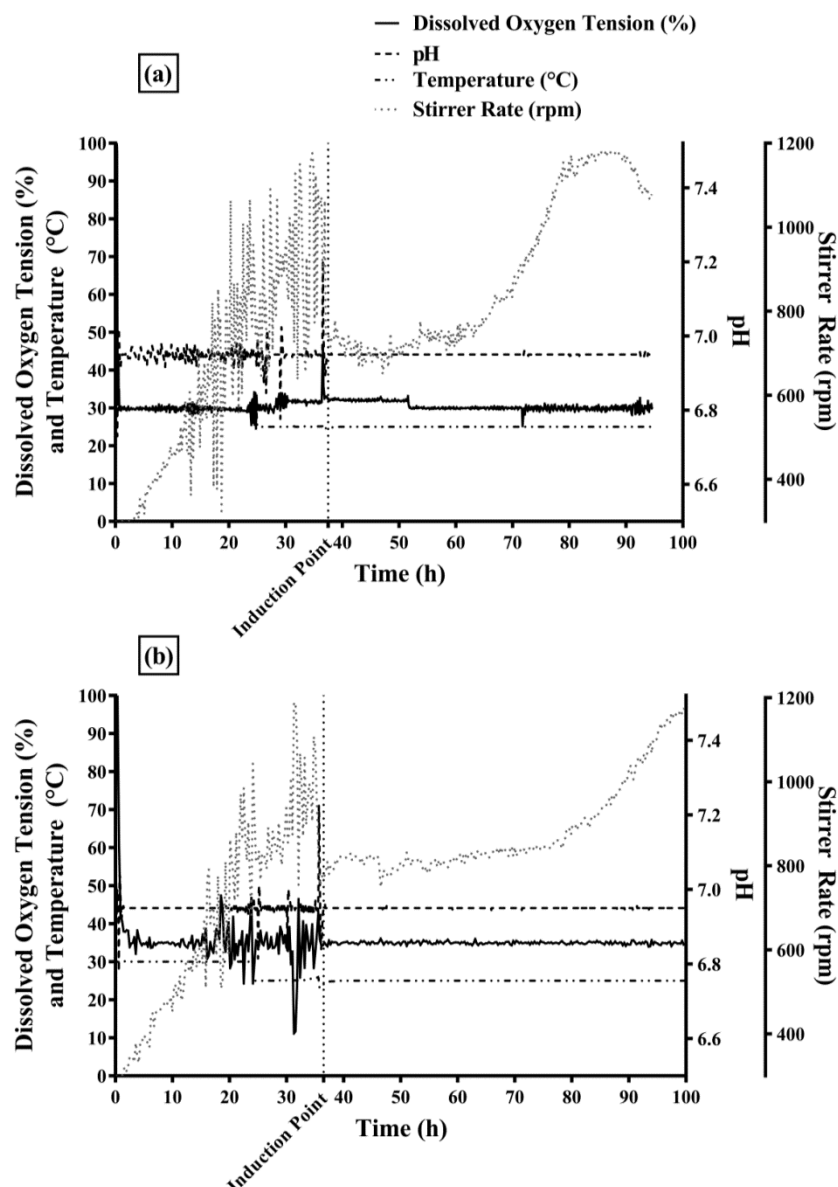 Dissolved Oxygen Tension (%)
pH
Temperature (°C)
Stirrer Rate (rpm)
(a)
Dissolved Oxygen Tension (%)
and Temperature (°C)
100
90
80
70
60
50
40
30
20
10
0
0 10 20 30 40 50 60 70 80 90 100
Induction Point
Time (h)
7.4
7.2
7.0
6.8
6.6
pH
1200
1000
800
600
400
Stirrer Rate (rpm)
(b)
Dissolved Oxygen Tension (%)
and Temperature (°C)
100
90
80
70
60
50
40
30
20
10
0
0 10 20 30 40 50 60 70 80 90 100
Induction Point
Time (h)
7.4
7.2
7.0
6.8
6.6
pH
1200
1000
800
600
400
Stirrer Rate (rpm)